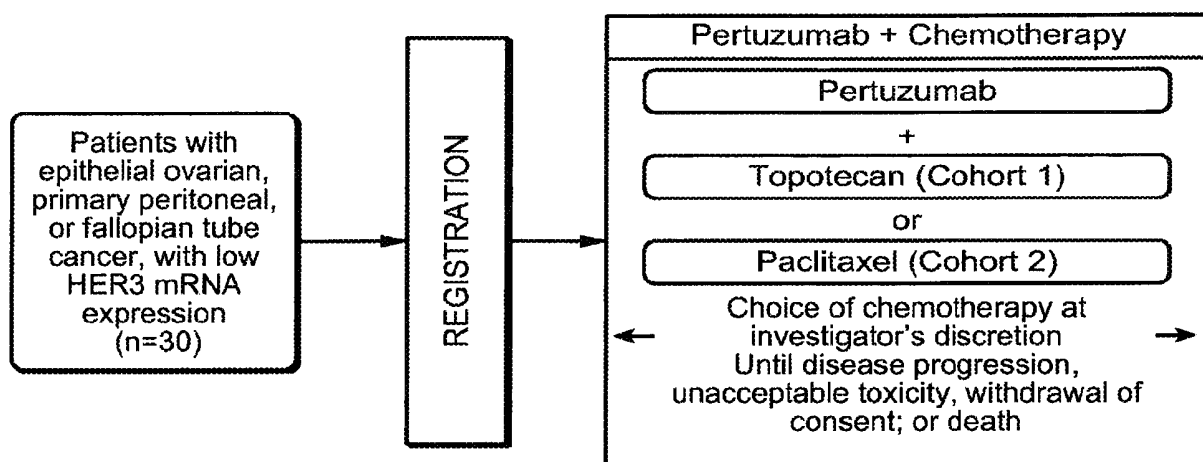 Patients with
epithelial ovarian,
primary peritoneal,
or fallopian tube
cancer, with low
HER3 mRNA
expression
(n=30)
REGISTRATION
Pertuzumab + Chemotherapy
Pertuzumab
+
Topotecan (Cohort 1)
or
Paclitaxel (Cohort 2)
Choice of chemotherapy at
investigator's discretion
Until disease progression,
unacceptable toxicity, withdrawal of
consent; or death